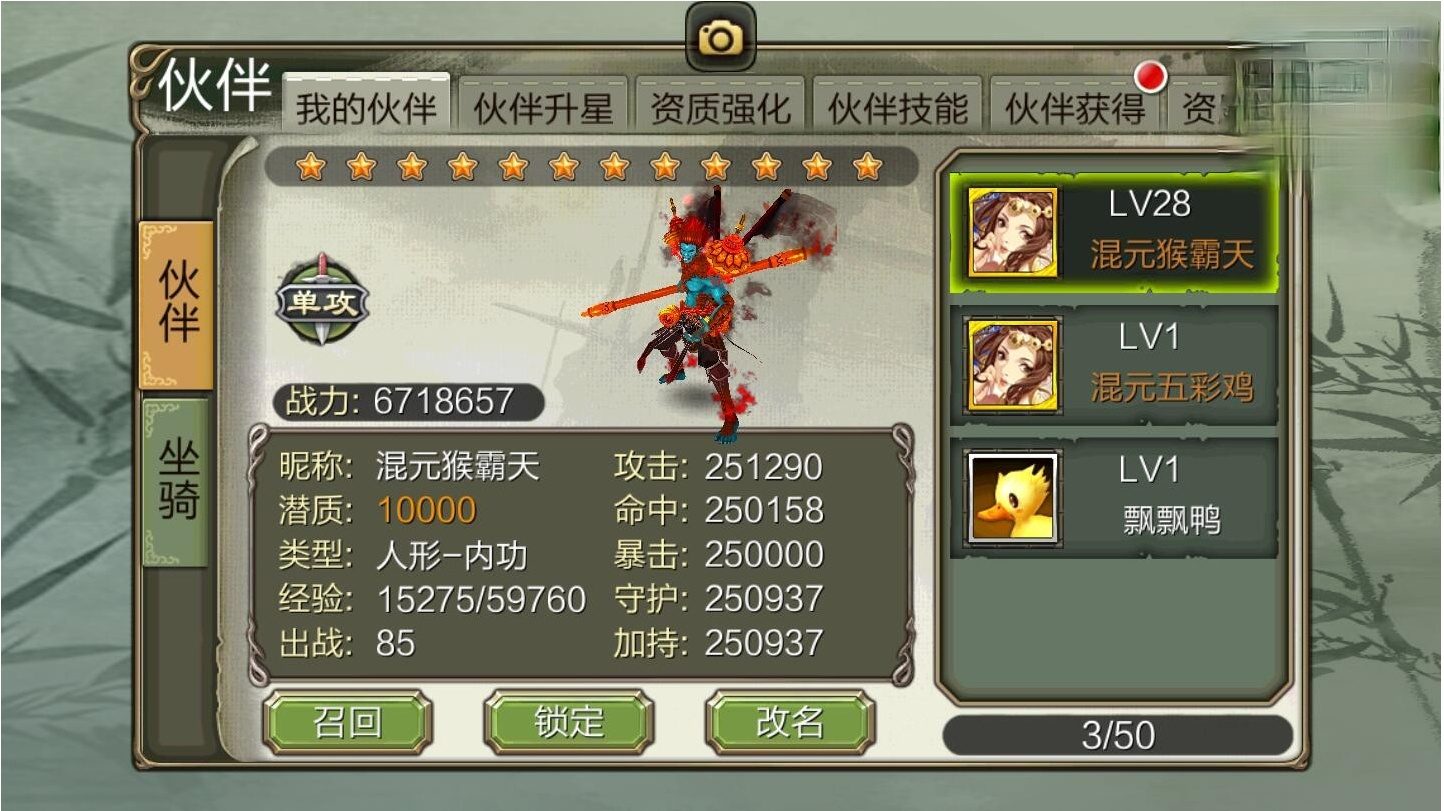 伙伴
我的伙伴
伙伴升星
资质强化
伙伴技能
伙伴获得
资
伙伴
坐骑
单攻
战力: 6718657
昵称: 混元猴霸天
攻击: 251290
潜质: 10000
命中: 250158
类型: 人形-内功
暴击: 250000
经验: 15275/59760
守护: 250937
出战: 85
加持: 250937
召回
锁定
改名
LV28
混元猴霸天
LV1
混元五彩鸡
LV1
飘飘鸭
3/50